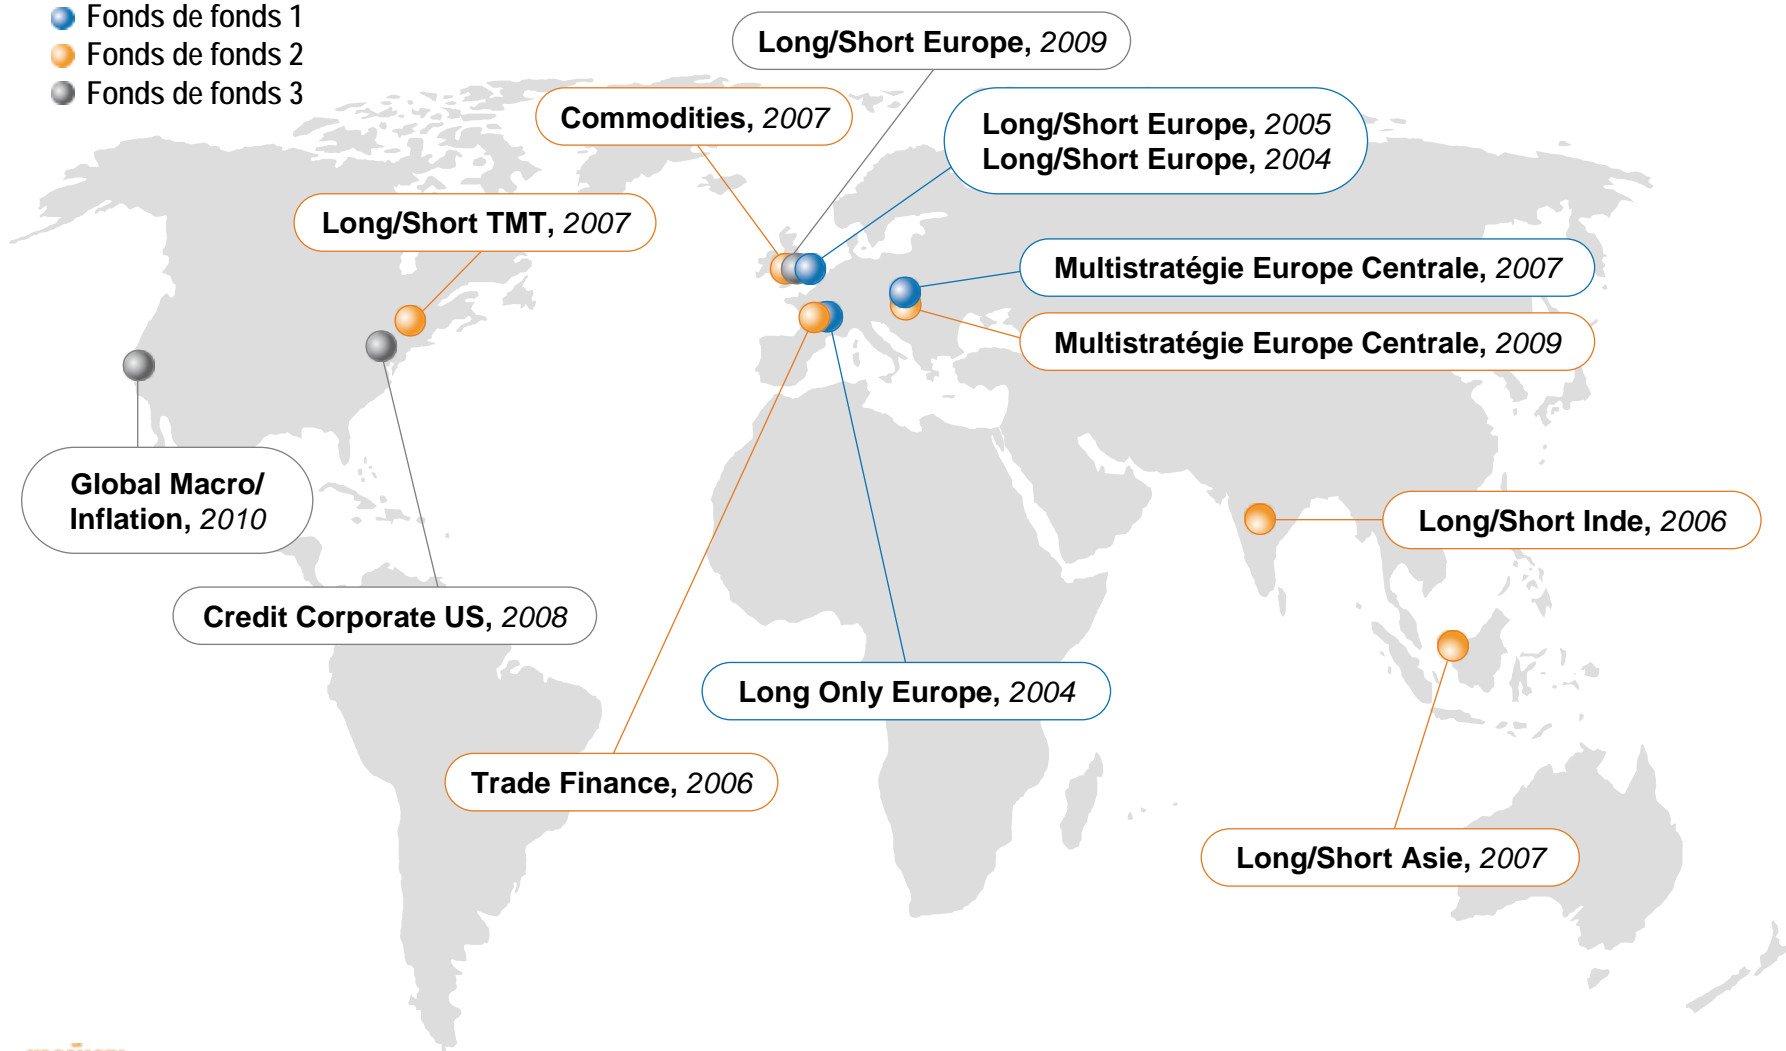 Fonds de fonds 1
Fonds de fonds 2
Fonds de fonds 3
Long/Short Europe, 2009
Commodities, 2007
Long/Short Europe, 2005
Long/Short Europe, 2004
Long/Short TMT, 2007
Multistratégie Europe Centrale, 2007
Multistratégie Europe Centrale, 2009
Global Macro/
Inflation, 2010
Long/Short Inde, 2006
Credit Corporate US, 2008
Long Only Europe, 2004
Trade Finance, 2006
Long/Short Asie, 2007